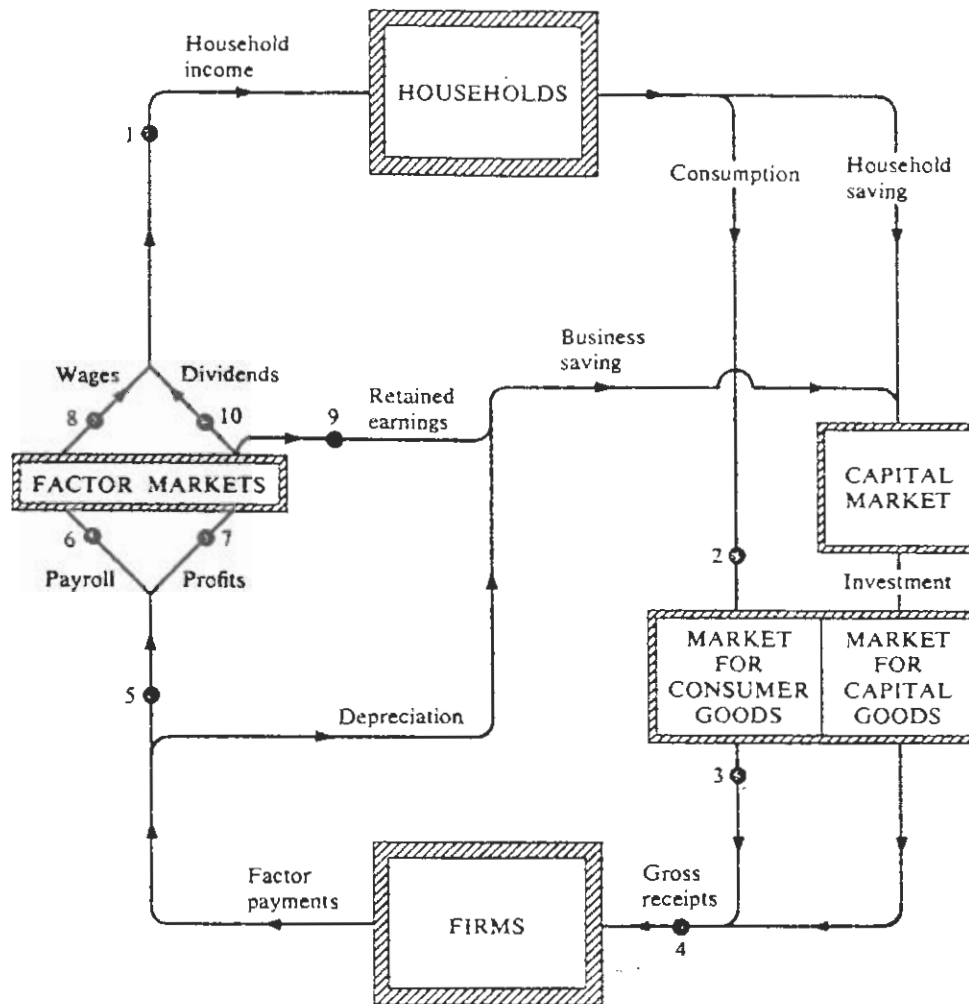 Household
income
HOUSEHOLDS
1
Consumption
Household
saving
Business
saving
Wages
Dividends
8
10
9
Retained
earnings
FACTOR MARKETS
CAPITAL
MARKET
6
7
Payroll
Profits
2
Investment
MARKET
FOR
CONSUMER
GOODS
MARKET
FOR
CAPITAL
GOODS
5
Depreciation
3
Factor
payments
FIRMS
Gross
receipts
4